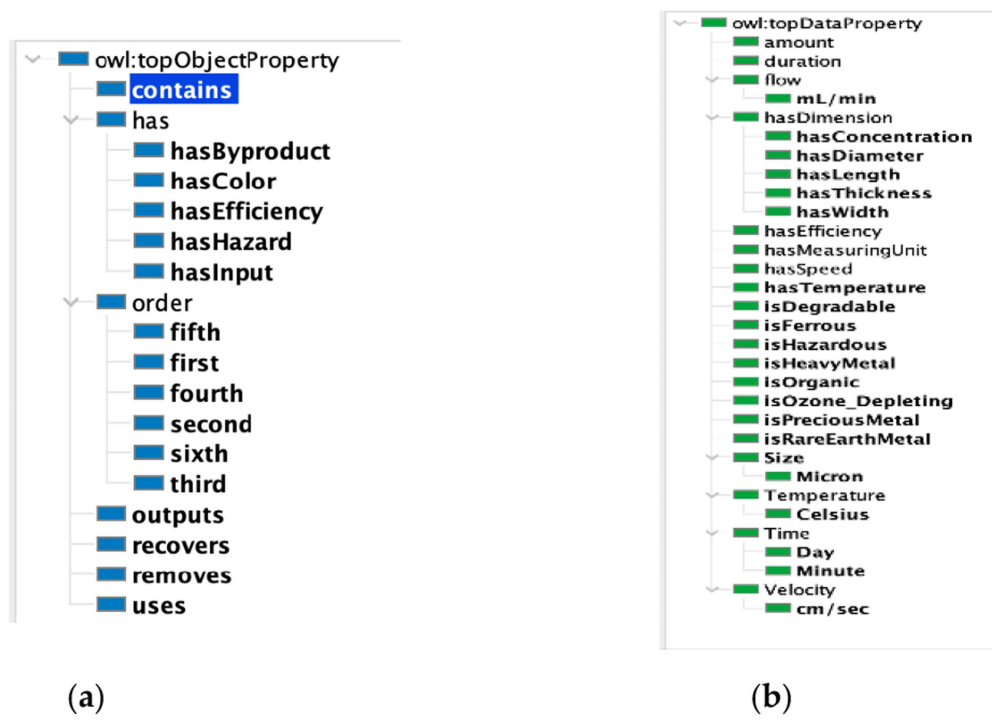 owl:topObjectProperty
contains
has
hasByproduct
hasColor
hasEfficiency
hasHazard
hasInput
order
fifth
first
fourth
second
sixth
third
outputs
recovers
removes
uses
(a)
owl:topDataProperty
amount
duration
flow
mL/min
hasDimension
hasConcentration
hasDiameter
hasLength
hasThickness
hasWidth
hasEfficiency
hasMeasuringUnit
hasSpeed
hasTemperature
isDegradable
isFerrous
isHazardous
isHeavyMetal
isOrganic
isOzone_Depleting
isPreciousMetal
isRareEarthMetal
Size
Micron
Temperature
Celsius
Time
Day
Minute
Velocity
cm/sec
(b)